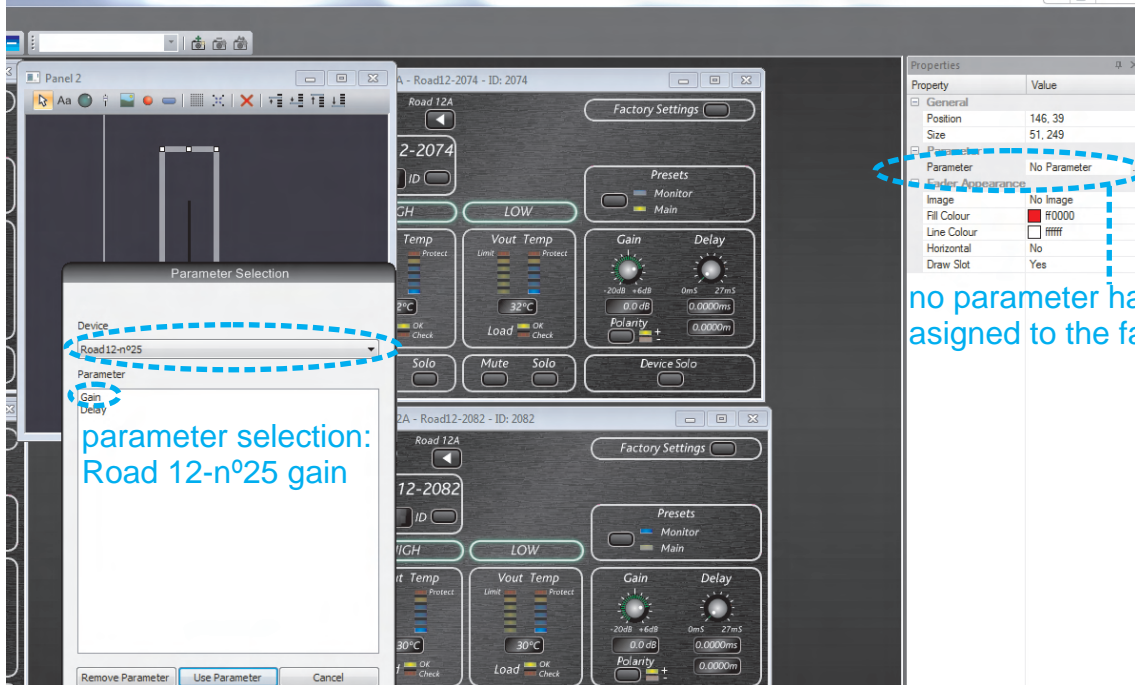 Panel 2
Aa
Parameter Selection
Device
Road12-nº25
Parameter
Gain
Delay
parameter selection:
Road 12-nº25 gain
Remove Parameter
Use Parameter
Cancel
A - Road12-2074 - ID: 2074
Road 12A
Factory Settings
2-2074
ID
Presets
Monitor
Main
GH
LOW
Temp
Protect
Vout Temp
Limit
Protect
Gain
Delay
-20dB +6dB
0mS 27mS
2°C
32°C
0.0 dB
0.0000ms
OK
Check
Load
OK
Check
Polarity
+
-
0.0000m
Solo
Mute Solo
Device Solo
2A - Road12-2082 - ID: 2082
Road 12A
Factory Settings
12-2082
ID
Presets
Monitor
Main
IGH
LOW
ut Temp
Protect
Vout Temp
Limit
Protect
Gain
Delay
-20dB +6dB
0mS 27mS
30°C
30°C
0.0 dB
0.0000ms
OK
Check
Load
OK
Check
Polarity
+
-
0.0000m
Properties
Property Value
General
Position 146, 39
Size 51, 249
Parameter
Parameter No Parameter
Fader Appearance
Image No Image
Fill Colour ff0000
Line Colour ffffff
Horizontal No
Draw Slot Yes
no parameter ha
asigned to the fa